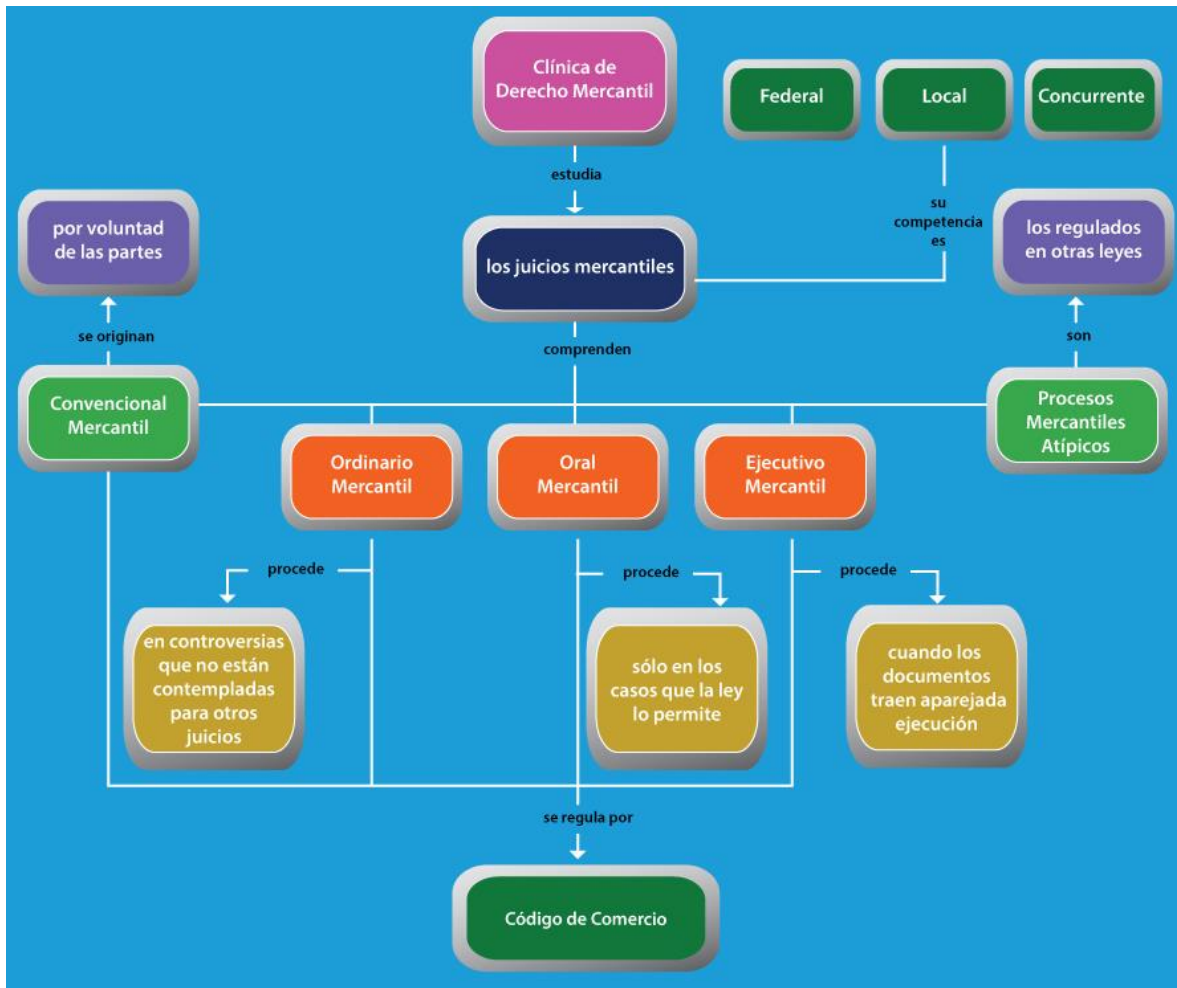 Clínica de
Derecho Mercantil
Federal
Local
Concurrente
estudia
su
competencia
es
por voluntad
de las partes
los juicios mercantiles
los regulados
en otras leyes
se originan
comprenden
son
Convencional
Mercantil
Procesos
Mercantiles
Atípicos
Ordinario
Mercantil
Oral
Mercantil
Ejecutivo
Mercantil
procede
procede
procede
en controversias
que no están
contempladas
para otros
juicios
sólo en los
casos que la ley
lo permite
cuando los
documentos
traen aparejada
ejecución
se regula por
Código de Comercio